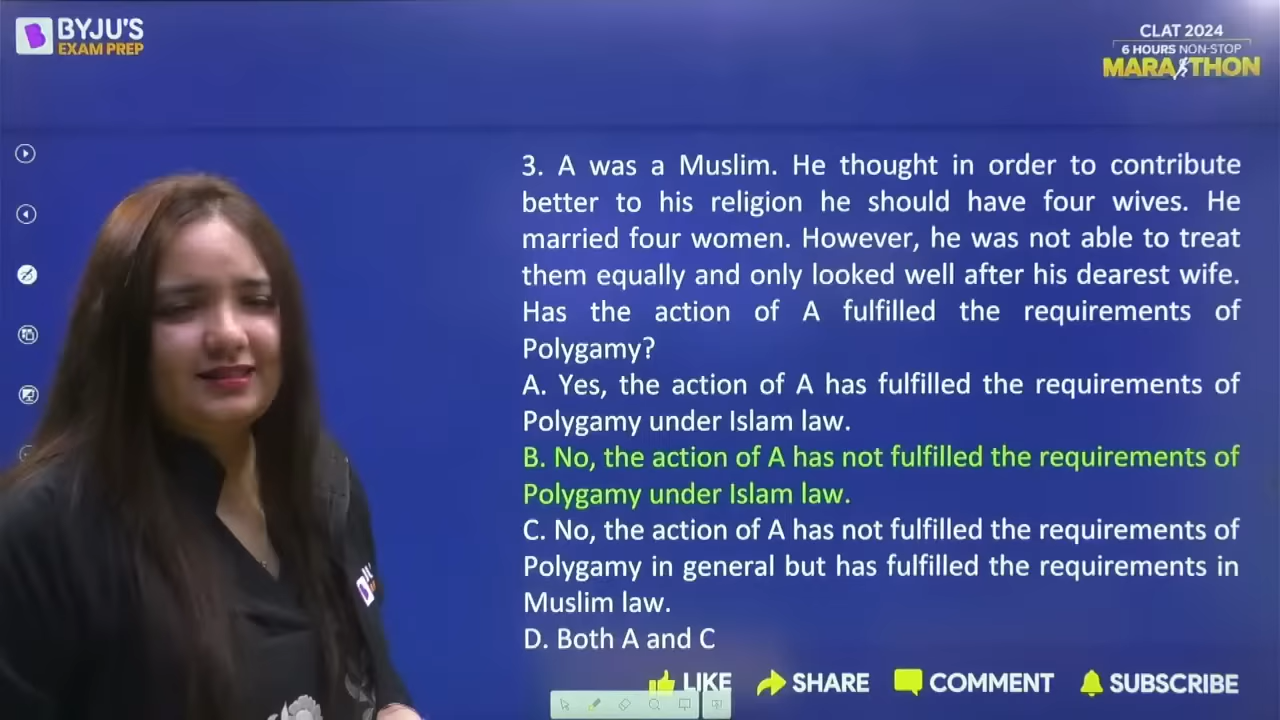 BYJU'S
EXAM PREP
CLAT 2024
6 HOURS NON-STOP
MARATHON
3. A was a Muslim. He thought in order to contribute
better to his religion he should have four wives. He
married four women. However, he was not able to treat
them equally and only looked well after his dearest wife.
Has the action of A fulfilled the requirements of
Polygamy?
A. Yes, the action of A has fulfilled the requirements of
Polygamy under Islam law.
B. No, the action of A has not fulfilled the requirements of
Polygamy under Islam law.
C. No, the action of A has not fulfilled the requirements of
Polygamy in general but has fulfilled the requirements in
Muslim law.
D. Both A and C
LIKE SHARE COMMENT SUBSCRIBE